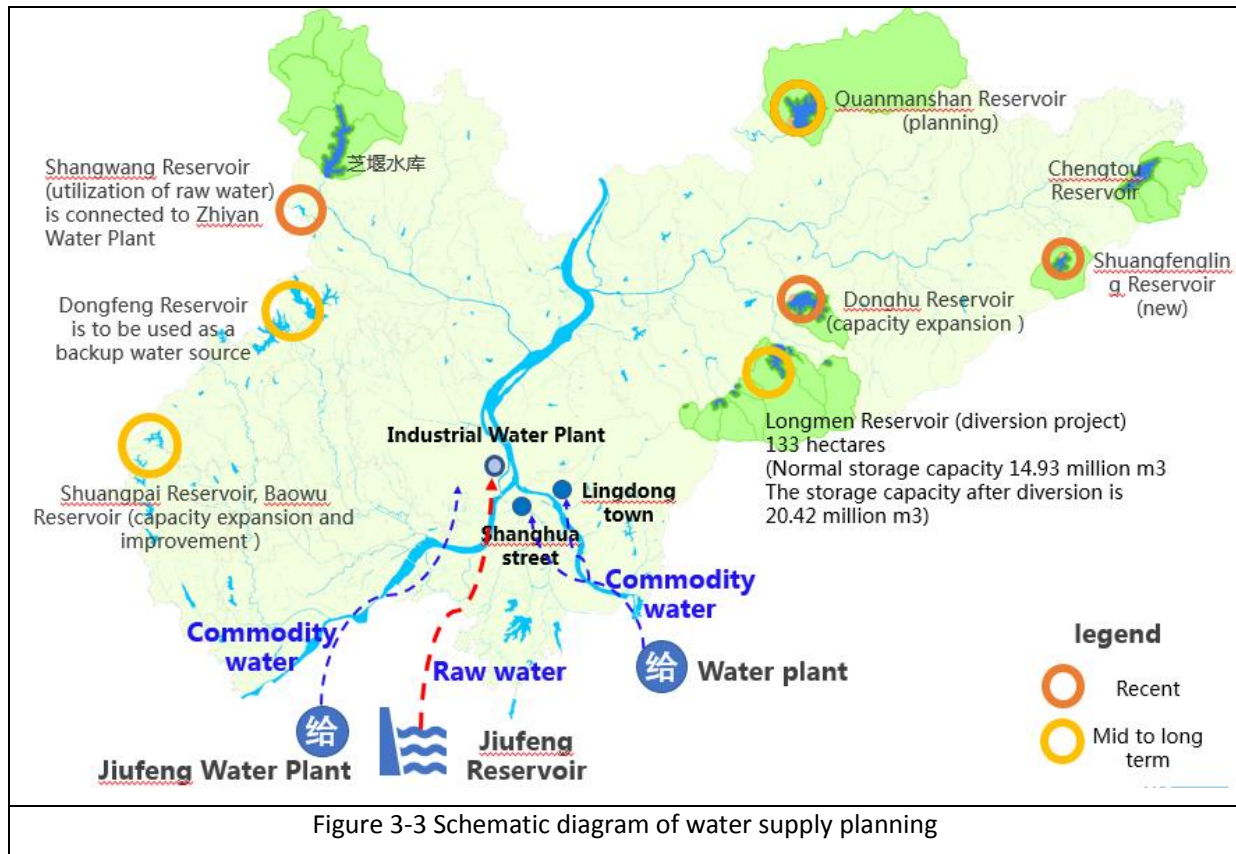 Quanmanshan Reservoir
(planning)
芝堰水库
Shangwang Reservoir
(utilization of raw water)
is connected to Zhiyan
Water Plant
Chengtou
Reservoir
Shuangfenglin
g Reservoir
(new)
Dongfeng Reservoir
is to be used as a
backup water source
Donghu Reservoir
(capacity expansion )
Longmen Reservoir (diversion project)
133 hectares
(Normal storage capacity 14.93 million m3
The storage capacity after diversion is
20.42 million m3)
Industrial Water Plant
Shuangpai Reservoir, Baowu
Reservoir (capacity expansion and
improvement )
Lingdong
town
Shanghua
street
Commodity
water
Commodity
water
Raw water
给
Water plant
给
Jiufeng Water Plant
Jiufeng
Reservoir
legend
Recent
Mid to long
term
Figure 3-3 Schematic diagram of water supply planning